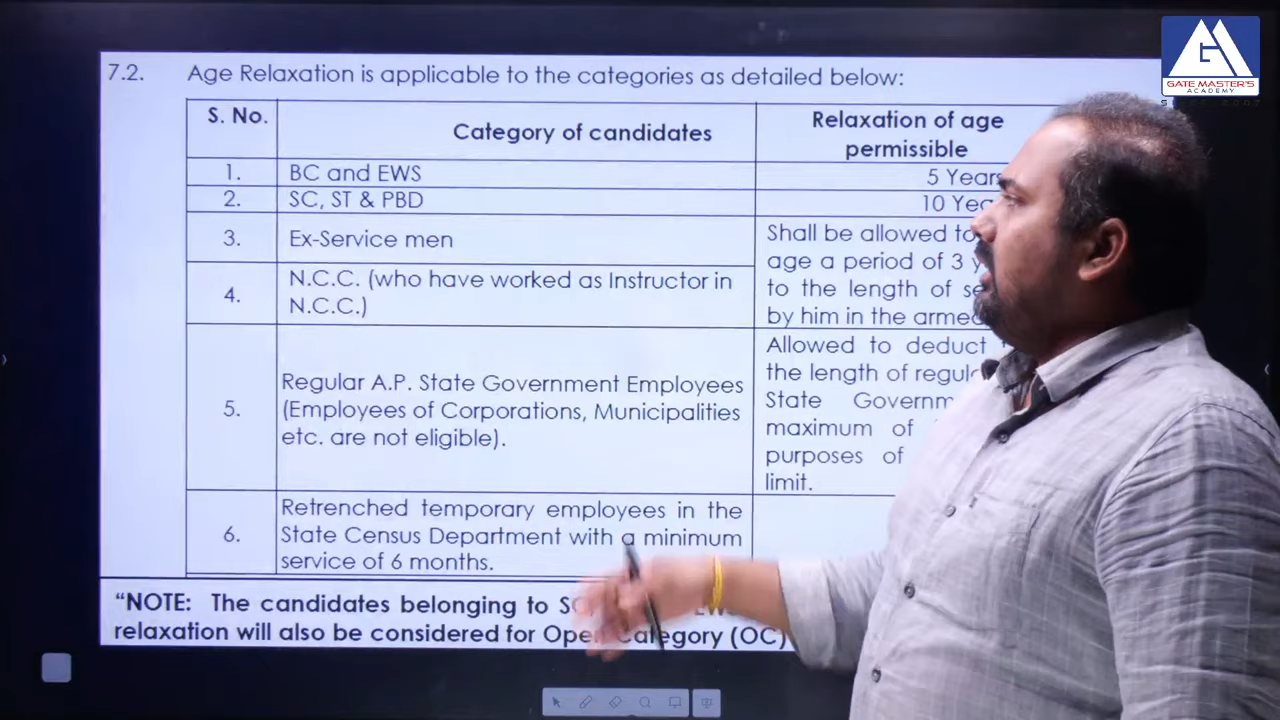 GATE MASTER'S
ACADEMY
7.2. Age Relaxation is applicable to the categories as detailed below:
S. No. Category of candidates Relaxation of age
permissible
1. BC and EWS 5 Years
2. SC, ST & PBD 10
3. Ex-Service men
Shall be allowed to
age a period of 3
to the length of
by him in the
4. N.C.C. (who have worked as Instructor in
N.C.C.)
5. Regular A.P. State Government Employees
(Employees of Corporations, Municipalities
etc. are not eligible).
Allowed to deduct
the length of
State
maximum of
purposes of
limit.
6. Retrenched temporary employees in the
State Census Department with a minimum
service of 6 months.
“NOTE: The candidates belonging to
relaxation will also be considered for Open Category (OC)